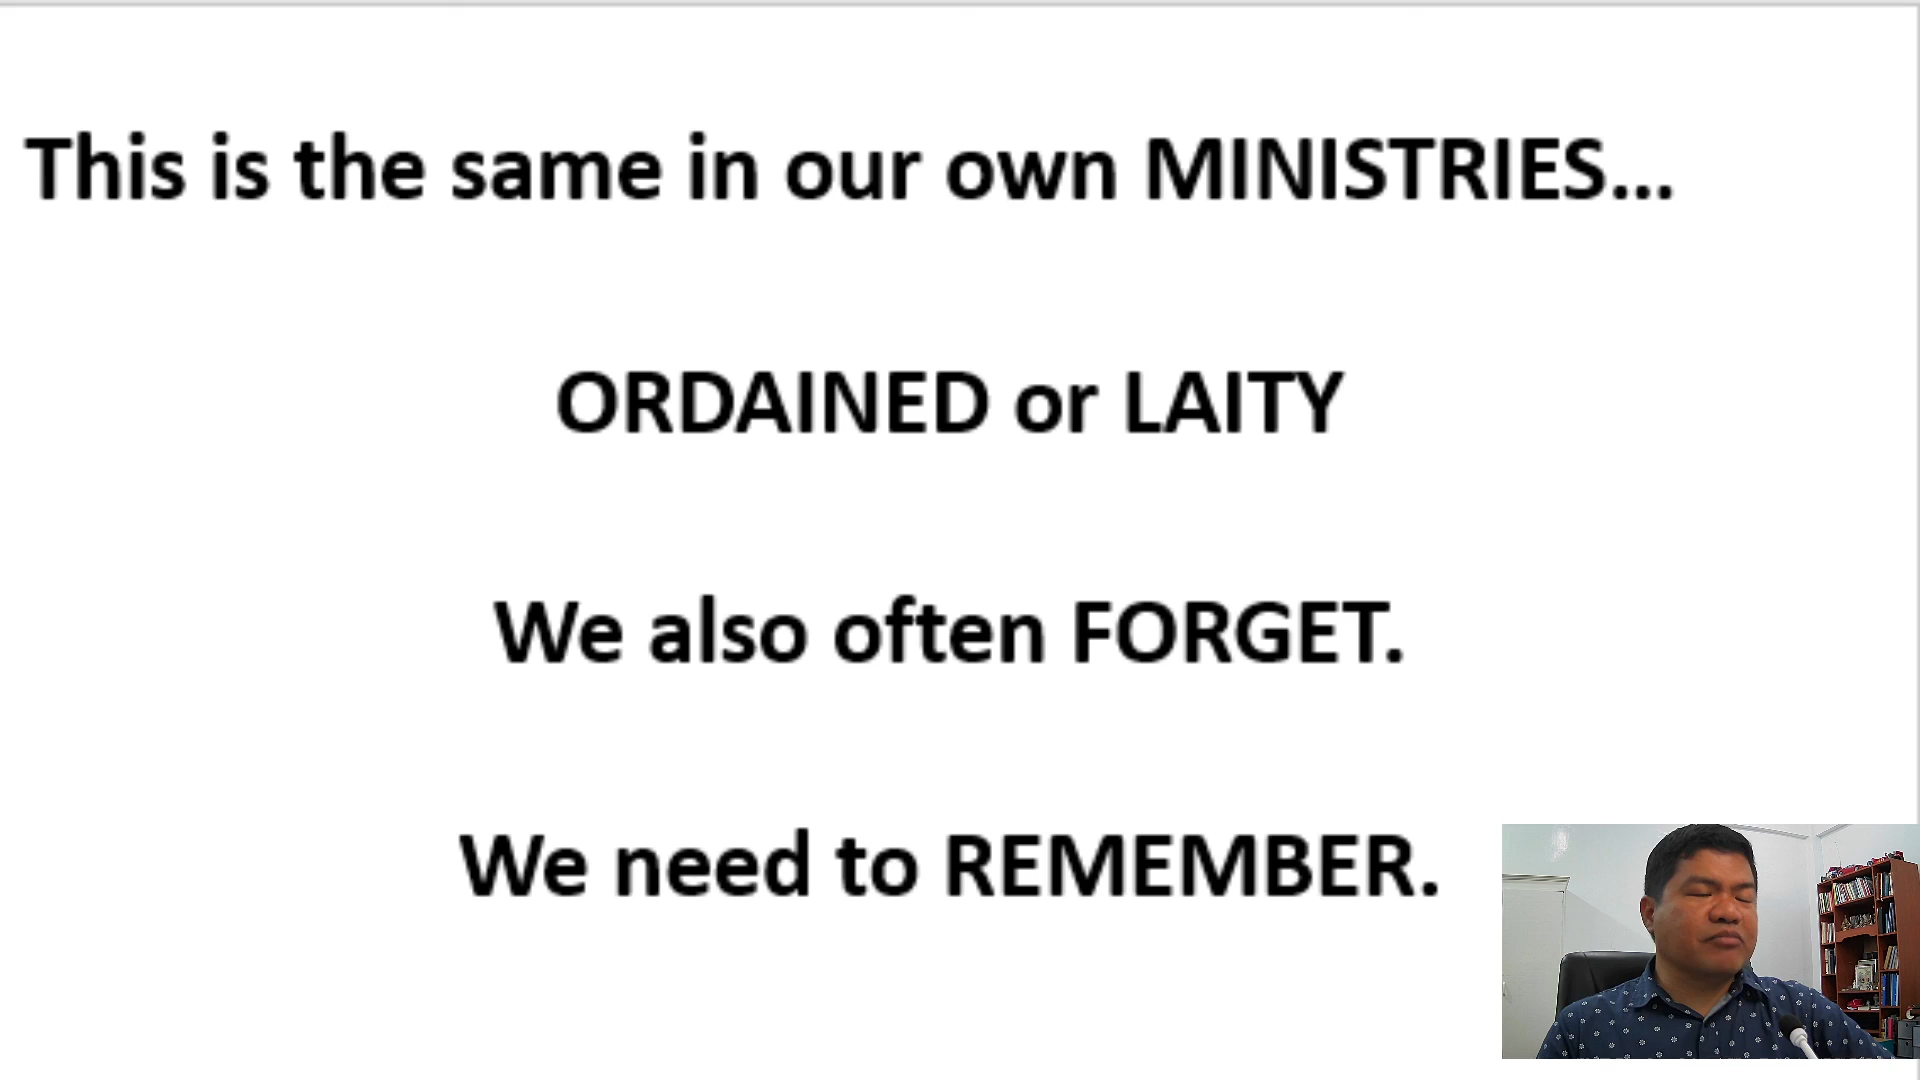 This is the same in our own MINISTRIES...
ORDAINED or LAITY
We also often FORGET.
We need to REMEMBER.